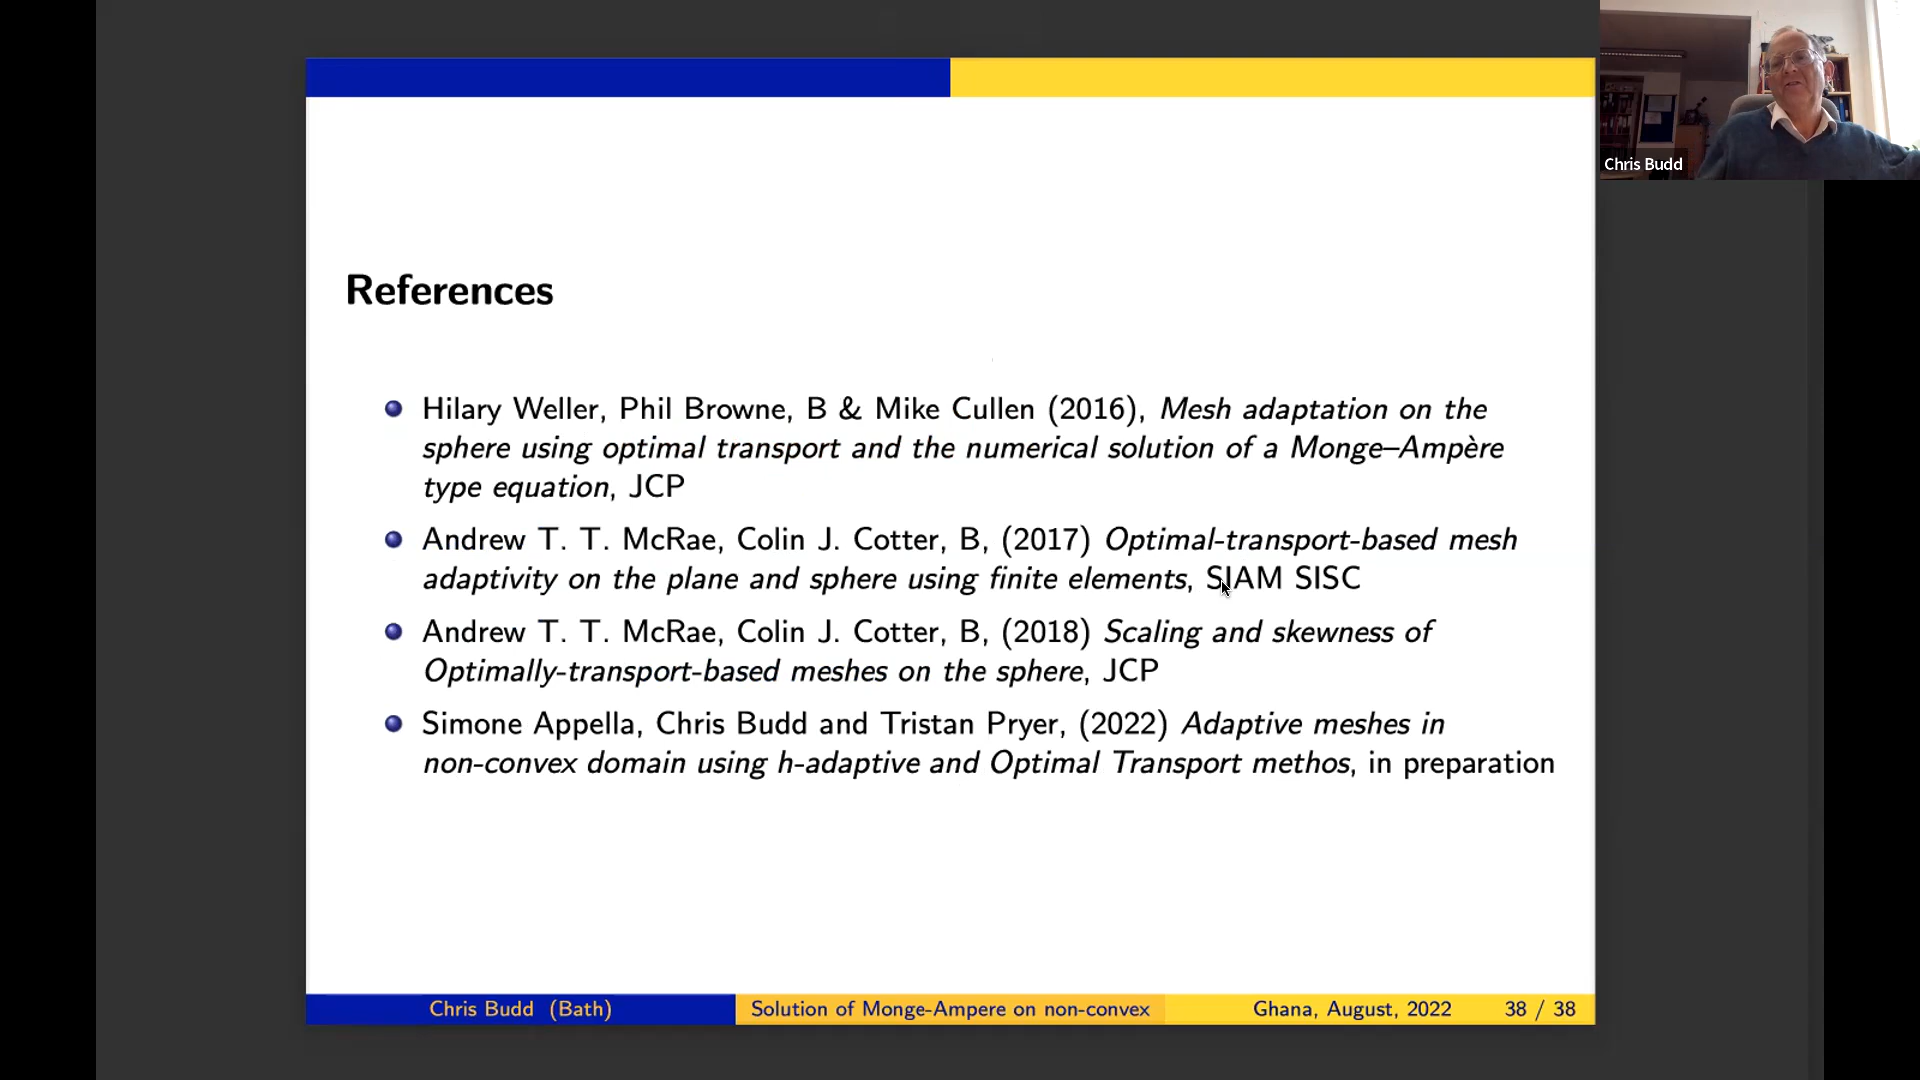 Chris Budd
References
Hilary Weller, Phil Browne, B & Mike Cullen (2016), Mesh adaptation on the
sphere using optimal transport and the numerical solution of a Monge–Ampère
type equation, JCP
Andrew T. T. McRae, Colin J. Cotter, B, (2017) Optimal-transport-based mesh
adaptivity on the plane and sphere using finite elements, SIAM SISC
Andrew T. T. McRae, Colin J. Cotter, B, (2018) Scaling and skewness of
Optimally-transport-based meshes on the sphere, JCP
Simone Appella, Chris Budd and Tristan Pryer, (2022) Adaptive meshes in
non-convex domain using h-adaptive and Optimal Transport methos, in preparation
Chris Budd (Bath) Solution of Monge-Ampere on non-convex Ghana, August, 2022 38 / 38